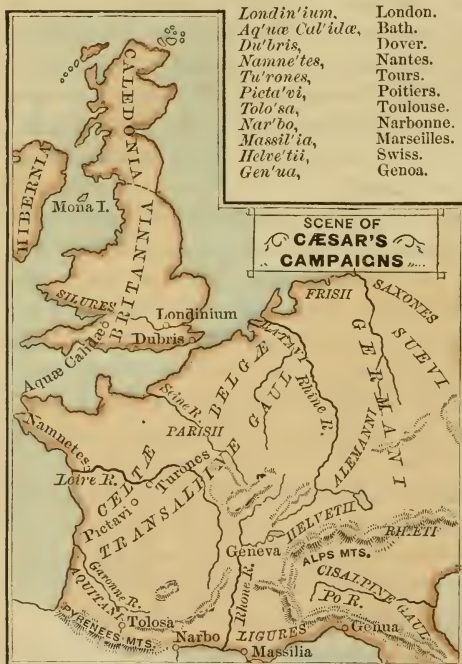 Londin'ium, London.
Aq'uæ Cal'idæ, Bath.
Du'bris, Dover.
Namne'tes, Nantes.
Tu'rones, Tours.
Picta'vi, Poitiers.
Tolo'sa, Toulouse.
Nar'bo, Narbonne.
Massil'ia, Marseilles.
Helve'tii, Swiss.
Gen'ua, Genoa.
SCENE OF
CÆSAR'S
CAMPAIGNS
CALEDONIA
HIBERNIA
Mona I.
BRITANNIA
SILURES
Londinium
Dubris
Aquæ Calidæ
FRISII
SAXONES
SUEVI
BATAVI
GERMANI
BELGÆ
Seine R.
Rhine R.
PARISII
ALEMANNI
Namnetes
Loire R.
CELTÆ
Turones
Pictavi
TRANSALPINE GAUL
HELVETII
RHÆTI
Geneva
ALPS MTS.
CISALPINE GAUL
Po R.
Garonne R.
AQUITANI
Rhone R.
Tolosa
PYRENEES MTS.
Narbo
LIGURES
Genua
Massilia